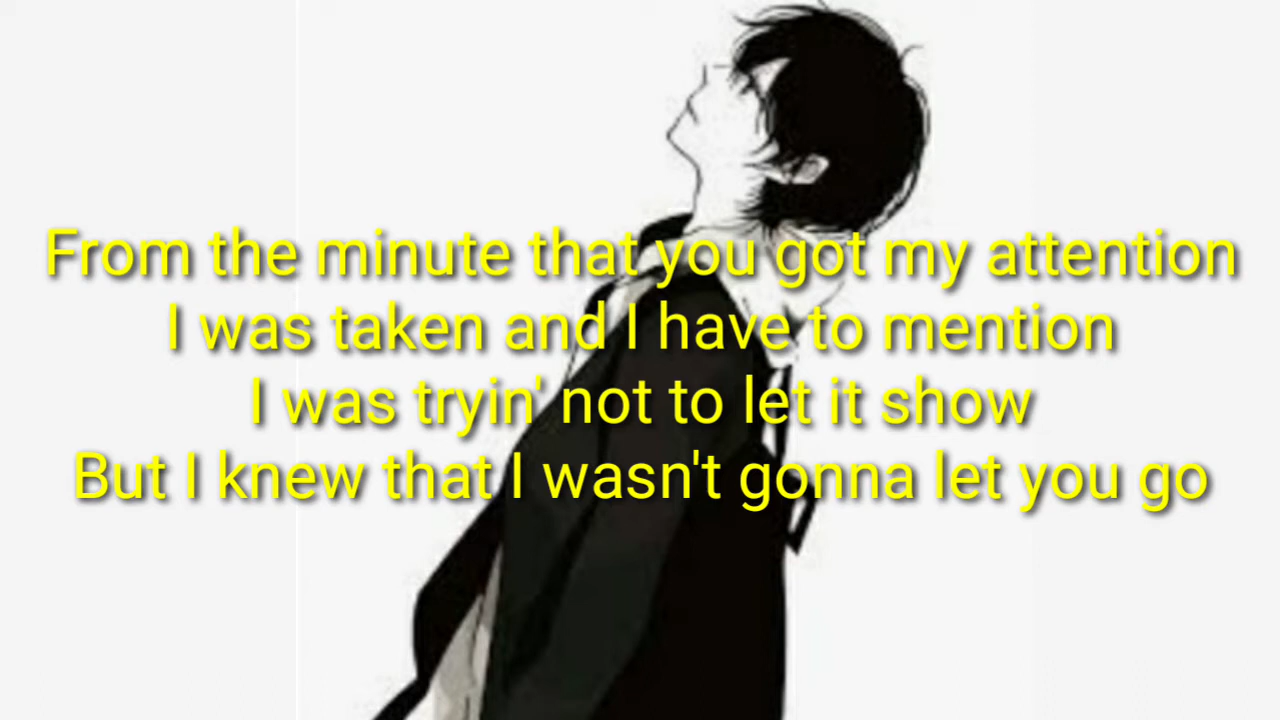 From the minute that you got my attention
I was taken and I have to mention
I was tryin' not to let it show
But I knew that I wasn't gonna let you go